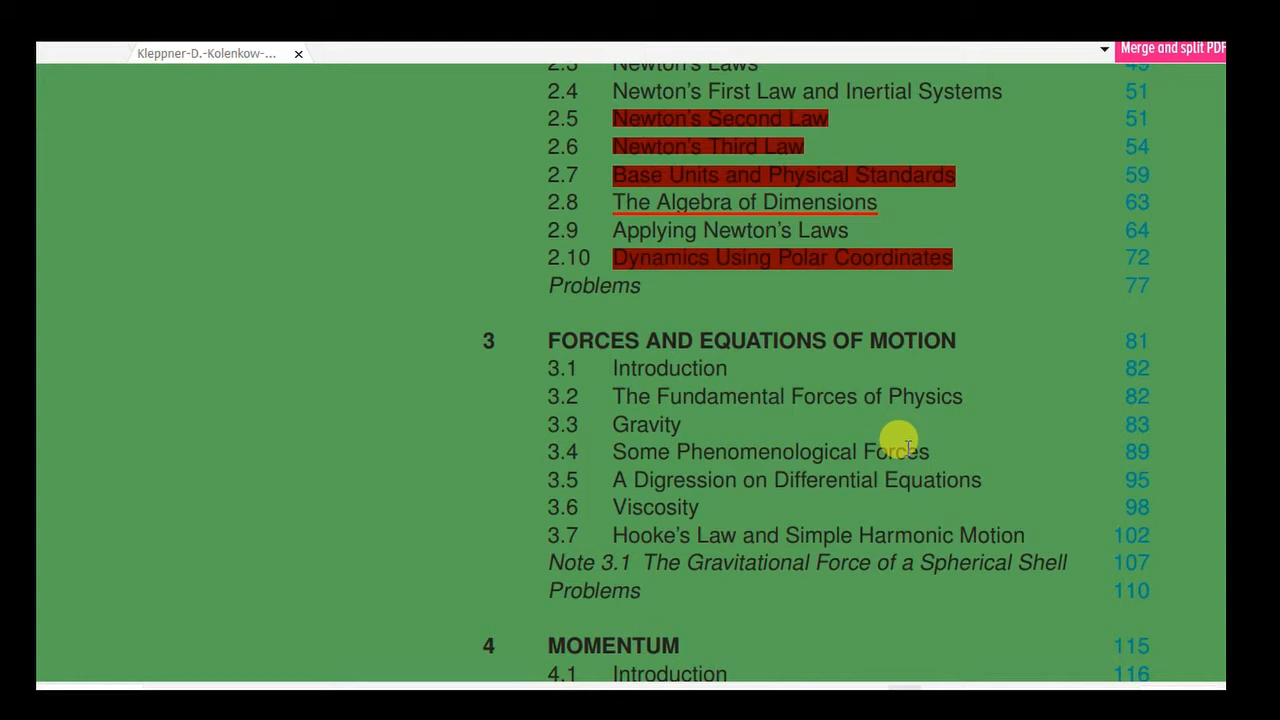 Kleppner-D.-Kolenkow-...
Merge and split PDF
2.3 Newton's Laws 49
2.4 Newton's First Law and Inertial Systems 51
2.5 Newton's Second Law 51
2.6 Newton's Third Law 54
2.7 Base Units and Physical Standards 59
2.8 The Algebra of Dimensions 63
2.9 Applying Newton's Laws 64
2.10 Dynamics Using Polar Coordinates 72
Problems 77
3 FORCES AND EQUATIONS OF MOTION 81
3.1 Introduction 82
3.2 The Fundamental Forces of Physics 82
3.3 Gravity 83
3.4 Some Phenomenological Forces 89
3.5 A Digression on Differential Equations 95
3.6 Viscosity 98
3.7 Hooke's Law and Simple Harmonic Motion 102
Note 3.1 The Gravitational Force of a Spherical Shell 107
Problems 110
4 MOMENTUM 115
4.1 Introduction 116